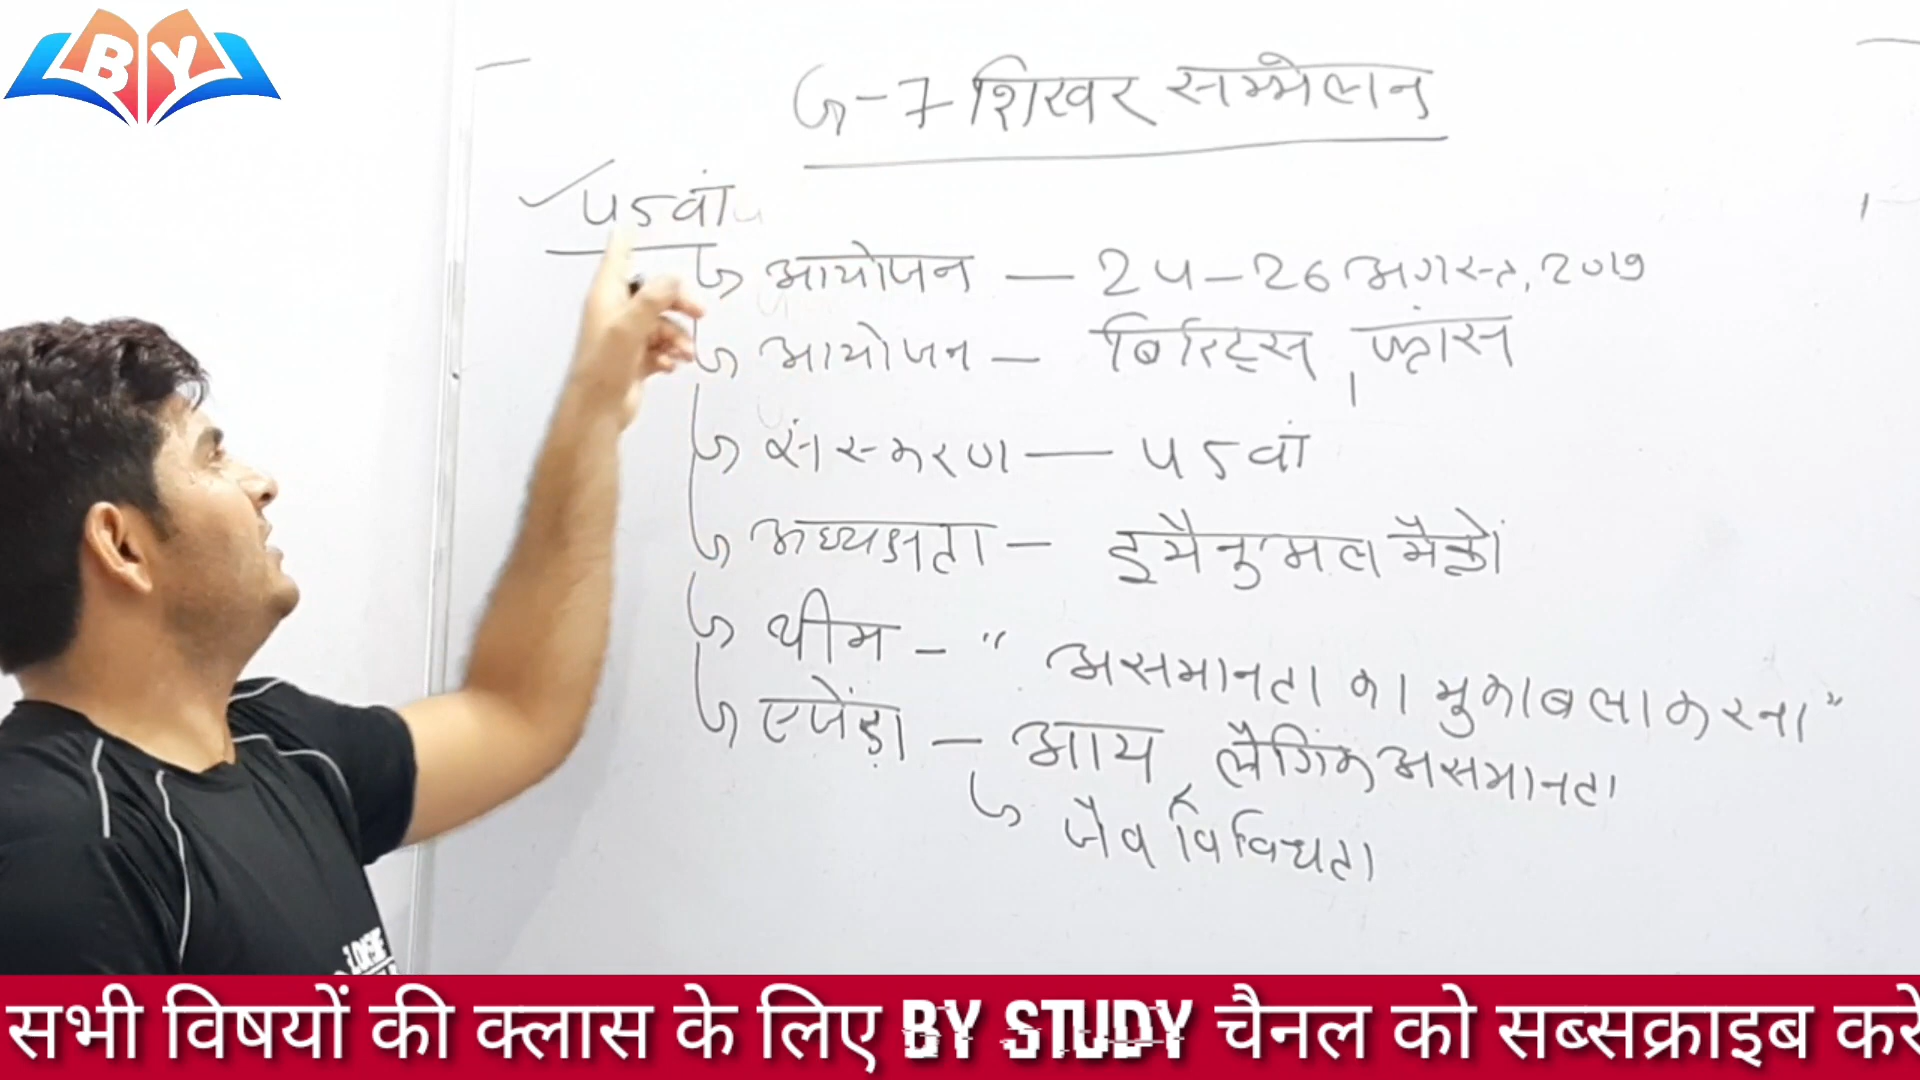 BY
G-7 शिखर सम्मेलन
45वां
आयोजन — 24-26 अगस्त, 2019
आयोजन — बिरिट्स, फ्रांस
संस्करण — 45वां
अध्यक्षता — इमैनुअल मैक्रों
थीम - "असमानता का मुकाबला करना"
एजेंडा - आय, लैंगिक असमानता
जैव विविधता
सभी विषयों की क्लास के लिए BY STUDY चैनल को सब्सक्राइब करे